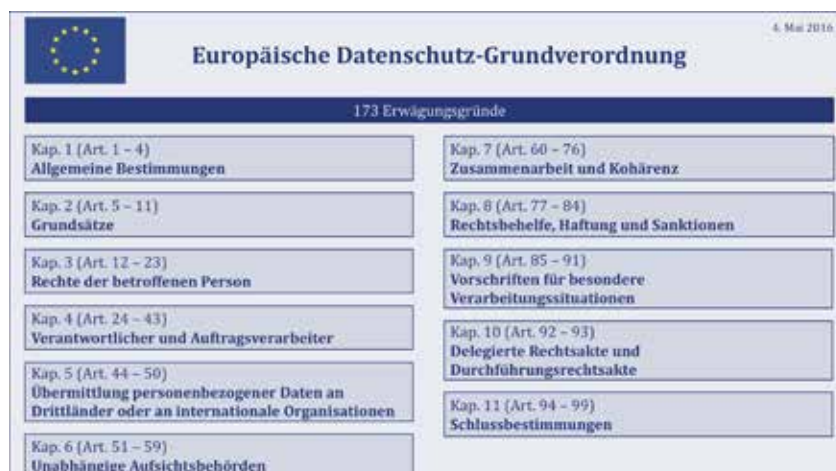 4. Mai 2016
Europäische Datenschutz-Grundverordnung
173 Erwägungsgründe
Kap. 1 (Art. 1 – 4)
Allgemeine Bestimmungen
Kap. 2 (Art. 5 – 11)
Grundsätze
Kap. 3 (Art. 12 – 23)
Rechte der betroffenen Person
Kap. 4 (Art. 24 – 43)
Verantwortlicher und Auftragsverarbeiter
Kap. 5 (Art. 44 – 50)
Übermittlung personenbezogener Daten an
Drittländer oder an internationale Organisationen
Kap. 6 (Art. 51 – 59)
Unabhängige Aufsichtsbehörden
Kap. 7 (Art. 60 – 76)
Zusammenarbeit und Kohärenz
Kap. 8 (Art. 77 – 84)
Rechtsbehelfe, Haftung und Sanktionen
Kap. 9 (Art. 85 – 91)
Vorschriften für besondere
Verarbeitungssituationen
Kap. 10 (Art. 92 – 93)
Delegierte Rechtsakte und
Durchführungsrechtsakte
Kap. 11 (Art. 94 – 99)
Schlussbestimmungen